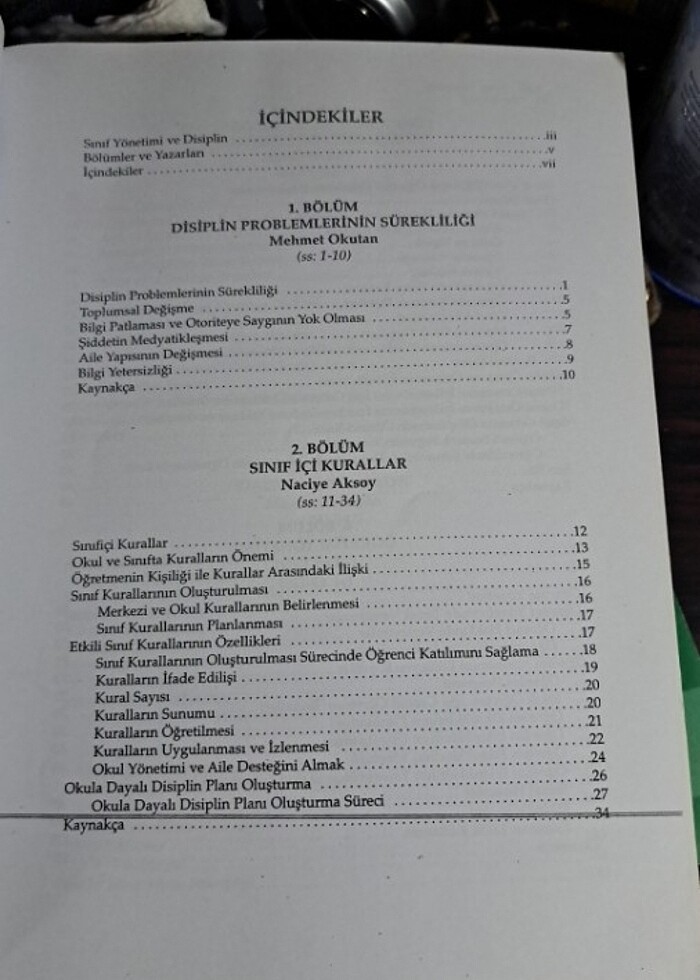 İÇİNDEKİLER
Sınıf Yönetimi ve Disiplin ........ iii
Bölümler ve Yazarları ........ v
İçindekiler ........ vii
1. BÖLÜM
DİSİPLİN PROBLEMLERİNİN SÜREKLİLİĞİ
Mehmet Okutan
(ss: 1-10)
Disiplin Problemlerinin Sürekliliği ........ 1
Toplumsal Değişme ........ 5
Bilgi Patlaması ve Otoriteye Saygının Yok Olması ........ 5
Şiddetin Medyatikleşmesi ........ 7
Aile Yapısının Değişmesi ........ 8
Bilgi Yetersizliği ........ 9
Kaynakça ........ 10
2. BÖLÜM
SINIF İÇİ KURALLAR
Naciye Aksoy
(ss: 11-34)
Sınıfiçi Kurallar ........ 12
Okul ve Sınıfta Kuralların Önemi ........ 13
Öğretmenin Kişiliği ile Kurallar Arasındaki İlişki ........ 15
Sınıf Kurallarının Oluşturulması ........ 16
Merkezi ve Okul Kurallarının Belirlenmesi ........ 16
Sınıf Kurallarının Planlanması ........ 17
Etkili Sınıf Kurallarının Özellikleri ........ 17
Sınıf Kurallarının Oluşturulması Sürecinde Öğrenci Katılımını Sağlama ........ 18
Kuralların İfade Edilişi ........ 19
Kural Sayısı ........ 20
Kuralların Sunumu ........ 20
Kuralların Öğretilmesi ........ 21
Kuralların Uygulanması ve İzlenmesi ........ 22
Okul Yönetimi ve Aile Desteğini Almak ........ 24
Okula Dayalı Disiplin Planı Oluşturma ........ 26
Okula Dayalı Disiplin Planı Oluşturma Süreci ........ 27
Kaynakça ........ 34